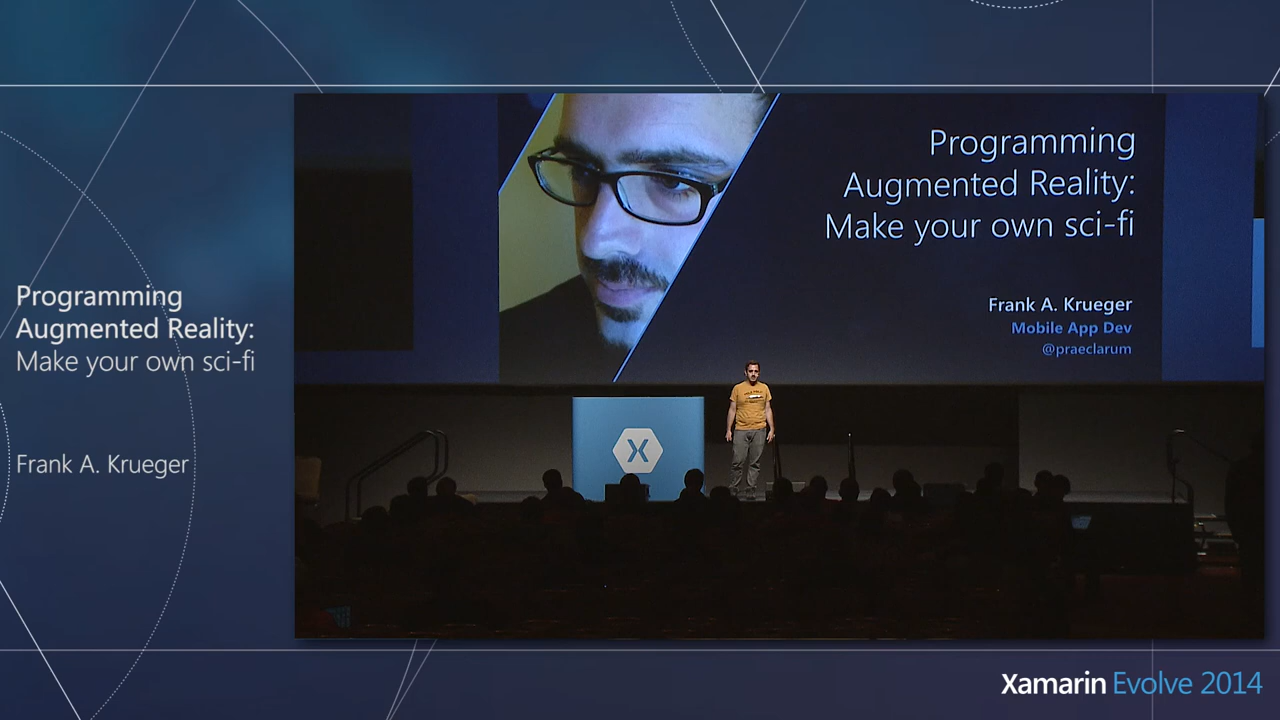 Programming
Augmented Reality:
Make your own sci-fi
Frank A. Krueger
Programming
Augmented Reality:
Make your own sci-fi
Frank A. Krueger
Mobile App Dev
@praeclarum
X
Xamarin Evolve 2014